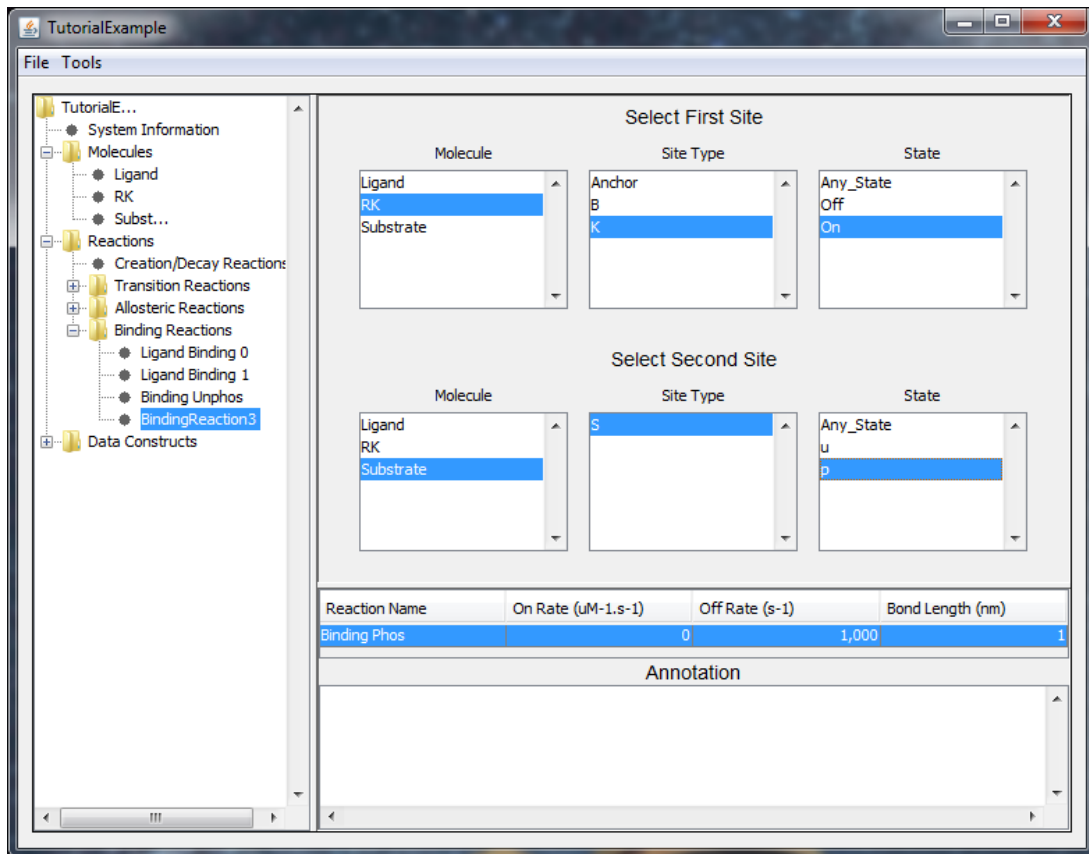 TutorialExample
File Tools
TutorialE...
System Information
Molecules
Ligand
RK
Subst...
Reactions
Creation/Decay Reactions
Transition Reactions
Allosteric Reactions
Binding Reactions
Ligand Binding 0
Ligand Binding 1
Binding Unphos
BindingReaction3
Data Constructs
Select First Site
Molecule Site Type State
Ligand Anchor Any_State
RK B Off
Substrate K On
Select Second Site
Molecule Site Type State
Ligand S Any_State
RK u
Substrate p
Reaction Name On Rate (uM-1.s-1) Off Rate (s-1) Bond Length (nm)
Binding Phos 0 1,000 1
Annotation